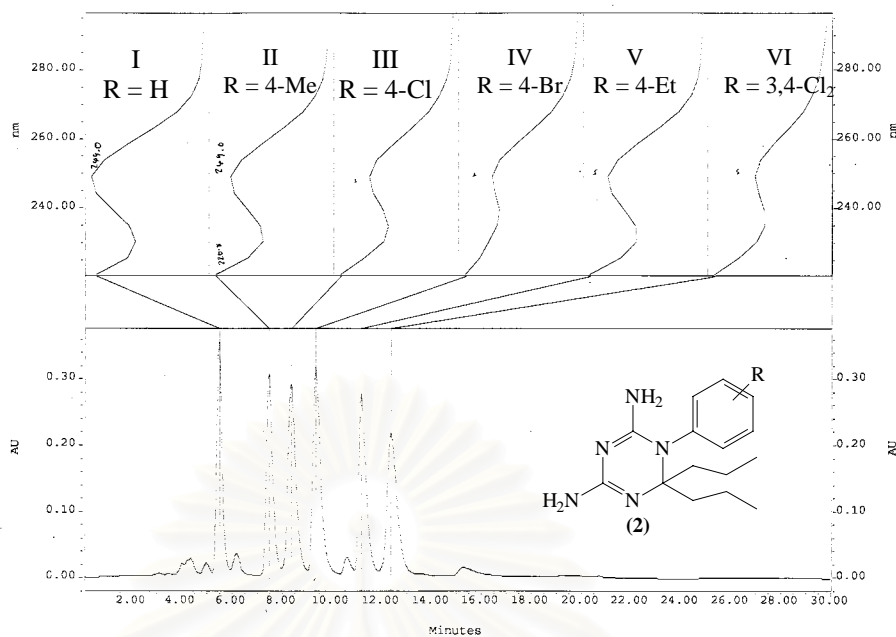 I II III IV V VI
R = H R = 4-Me R = 4-Cl R = 4-Br R = 4-Et R = 3,4-Cl2
280.00 280.00
nm nm
260.00 260.00
249.0 249.0
240.00 240.00
0.30 0.30
R
NH2
AU AU
0.20 0.20
N N
H2N N
0.10 0.10
(2)
0.00 0.00
2.00 4.00 6.00 8.00 10.00 12.00 14.00 16.00 18.00 20.00 22.00 24.00 26.00 28.00 30.00
Minutes